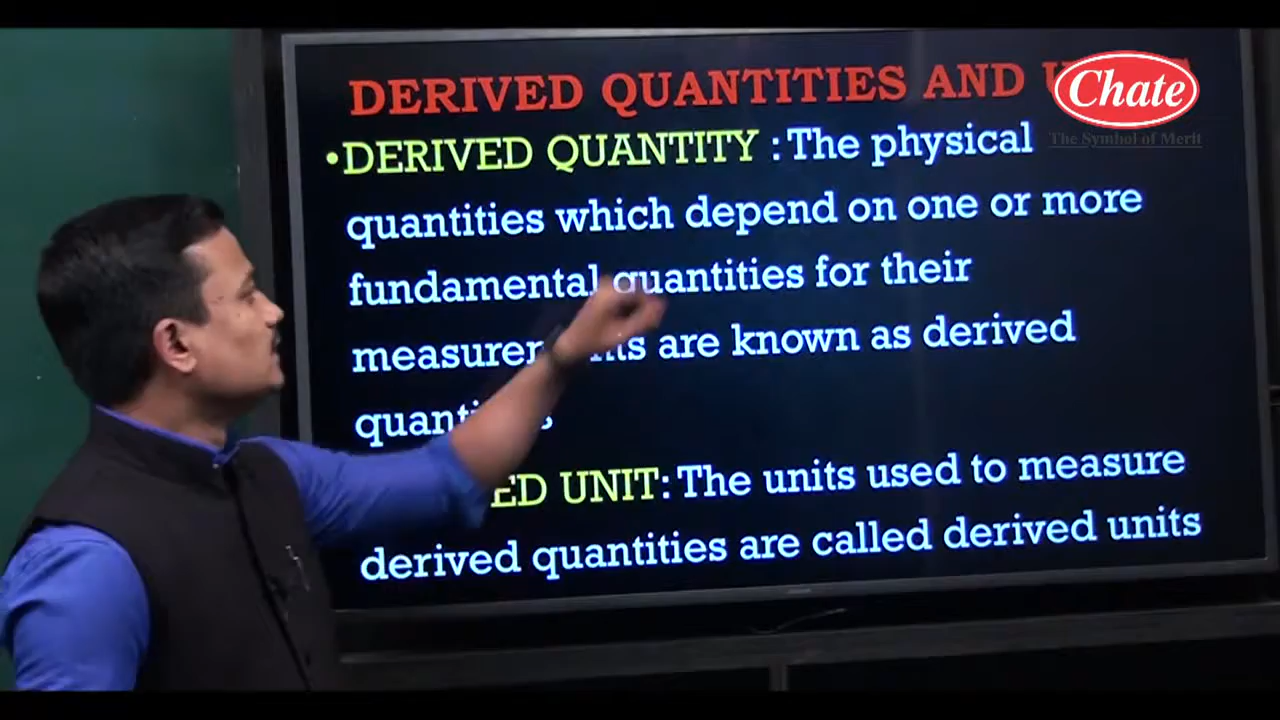 DERIVED QUANTITIES AND
Chate
The Symbol of Merit
•DERIVED QUANTITY : The physical
quantities which depend on one or more
fundamental quantities for their
are known as derived
UNIT: The units used to measure
derived quantities are called derived units